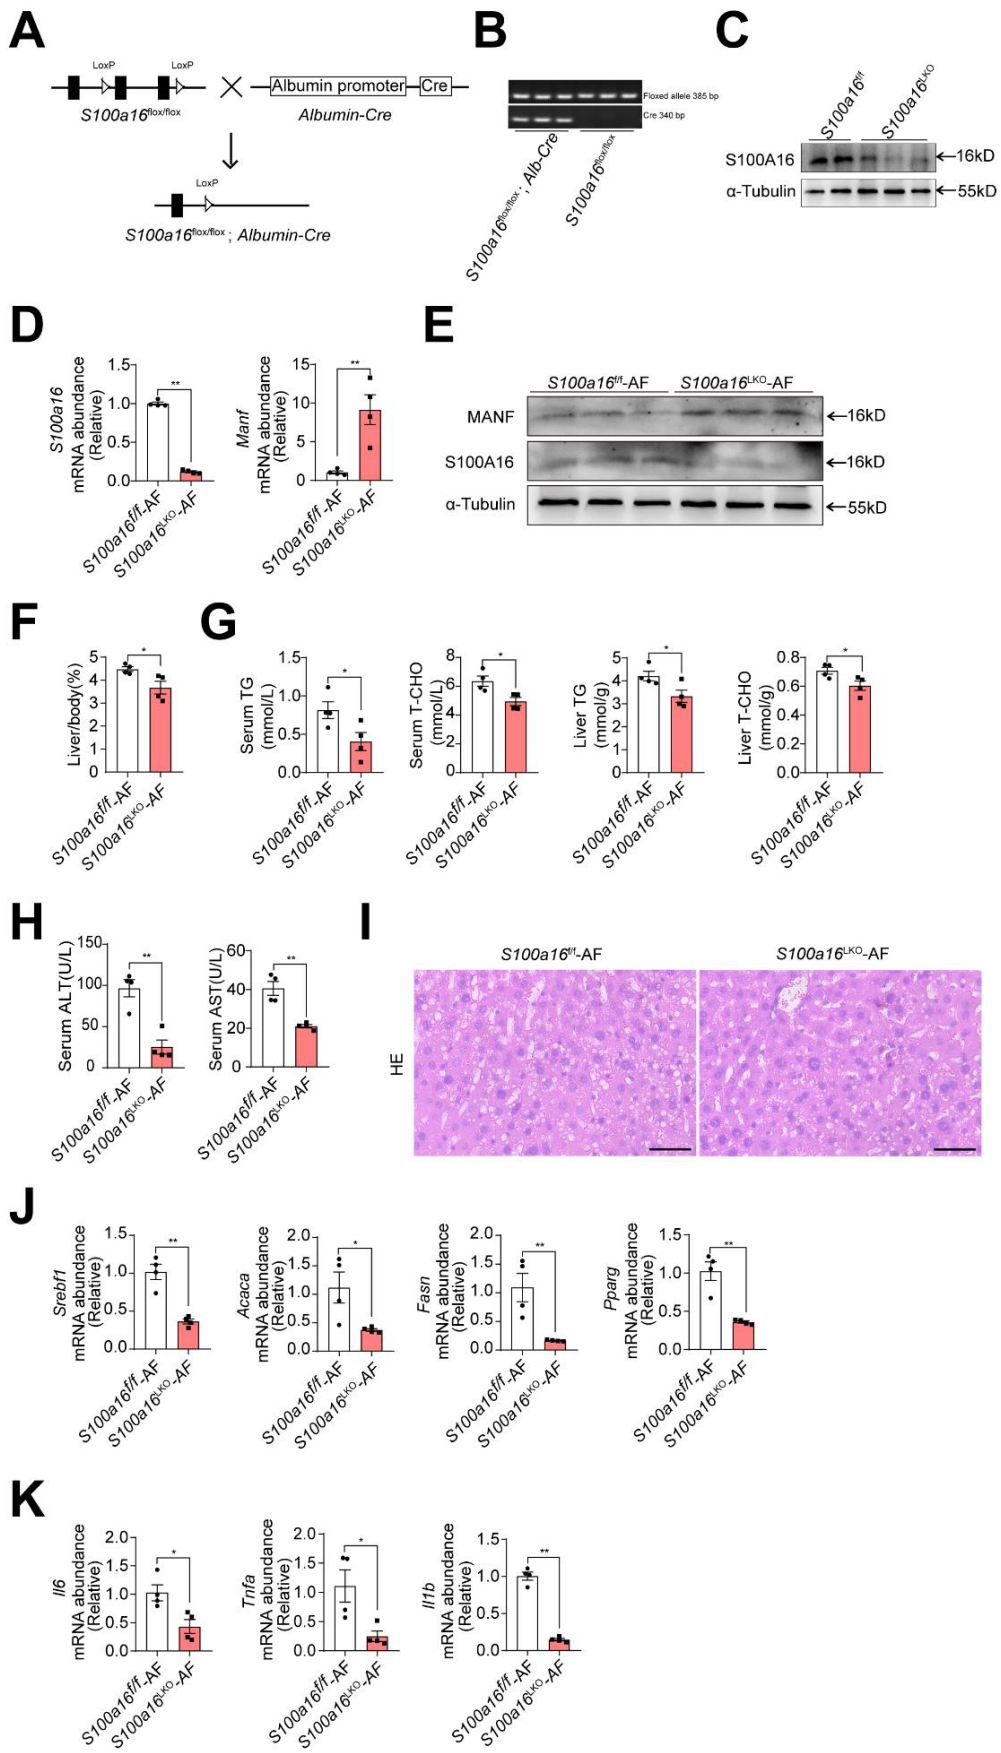 A
LoxP LoxP
S100a16flox/flox
Albumin promoter Cre
Albumin-Cre
LoxP
S100a16flox/flox ; Albumin-Cre
B
Floxed allele 385 bp
Cre 340 bp
S100a16flox/flox ; Alb-Cre
S100a16flox/flox
C
S100a16f/f
S100a16LKO
S100A16
←16kD
α-Tubulin
←55kD
D
S100a16
mRNA abundance
(Relative)
1.5
1.0
0.5
0.0
**
S100a16f/f-AF
S100a16LKO-AF
Manf
mRNA abundance
(Relative)
15
10
5
0
**
S100a16f/f-AF
S100a16LKO-AF
E
S100a16f/f-AF S100a16LKO-AF
MANF ←16kD
S100A16 ←16kD
α-Tubulin ←55kD
F
Liver/body(%)
5
4
3
2
1
0
*
S100a16f/f-AF
S100a16LKO-AF
G
Serum TG
(mmol/L)
1.5
1.0
0.5
0.0
*
S100a16f/f-AF
S100a16LKO-AF
Serum T-CHO
(mmol/L)
8
6
4
2
0
*
S100a16f/f-AF
S100a16LKO-AF
Liver TG
(mmol/g)
5
4
3
2
1
0
*
S100a16f/f-AF
S100a16LKO-AF
Liver T-CHO
(mmol/g)
0.8
0.6
0.4
0.2
0.0
*
S100a16f/f-AF
S100a16LKO-AF
H
Serum ALT(U/L)
150
100
50
0
**
S100a16f/f-AF
S100a16LKO-AF
Serum AST(U/L)
60
40
20
0
**
S100a16f/f-AF
S100a16LKO-AF
I
S100a16f/f-AF S100a16LKO-AF
HE
J
Srebf1
mRNA abundance
(Relative)
1.5
1.0
0.5
0.0
**
S100a16f/f-AF
S100a16LKO-AF
Acaca
mRNA abundance
(Relative)
2.0
1.5
1.0
0.5
0.0
*
S100a16f/f-AF
S100a16LKO-AF
Fasn
mRNA abundance
(Relative)
2.0
1.5
1.0
0.5
0.0
**
S100a16f/f-AF
S100a16LKO-AF
Pparg
mRNA abundance
(Relative)
1.5
1.0
0.5
0.0
**
S100a16f/f-AF
S100a16LKO-AF
K
Il6
mRNA abundance
(Relative)
2.0
1.5
1.0
0.5
0.0
*
S100a16f/f-AF
S100a16LKO-AF
Tnfa
mRNA abundance
(Relative)
2.0
1.5
1.0
0.5
0.0
*
S100a16f/f-AF
S100a16LKO-AF
Il1b
mRNA abundance
(Relative)
1.5
1.0
0.5
0.0
**
S100a16f/f-AF
S100a16LKO-AF